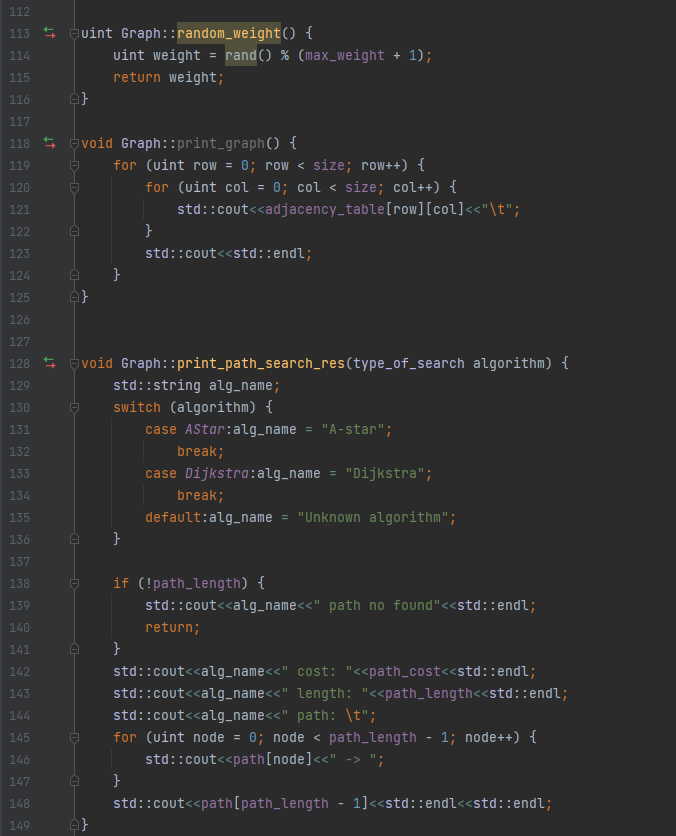 112
113 uint Graph::random_weight() {
114     uint weight = rand() % (max_weight + 1);
115     return weight;
116 }
117
118 void Graph::print_graph() {
119     for (uint row = 0; row < size; row++) {
120         for (uint col = 0; col < size; col++) {
121             std::cout<<adjacency_table[row][col]<<"\t";
122         }
123         std::cout<<std::endl;
124     }
125 }
126
127
128 void Graph::print_path_search_res(type_of_search algorithm) {
129     std::string alg_name;
130     switch (algorithm) {
131         case AStar:alg_name = "A-star";
132             break;
133         case Dijkstra:alg_name = "Dijkstra";
134             break;
135         default:alg_name = "Unknown algorithm";
136     }
137
138     if (!path_length) {
139         std::cout<<alg_name<<" path no found"<<std::endl;
140         return;
141     }
142     std::cout<<alg_name<<" cost: "<<path_cost<<std::endl;
143     std::cout<<alg_name<<" length: "<<path_length<<std::endl;
144     std::cout<<alg_name<<" path: \t";
145     for (uint node = 0; node < path_length - 1; node++) {
146         std::cout<<path[node]<<" -> ";
147     }
148     std::cout<<path[path_length - 1]<<std::endl<<std::endl;
149 }